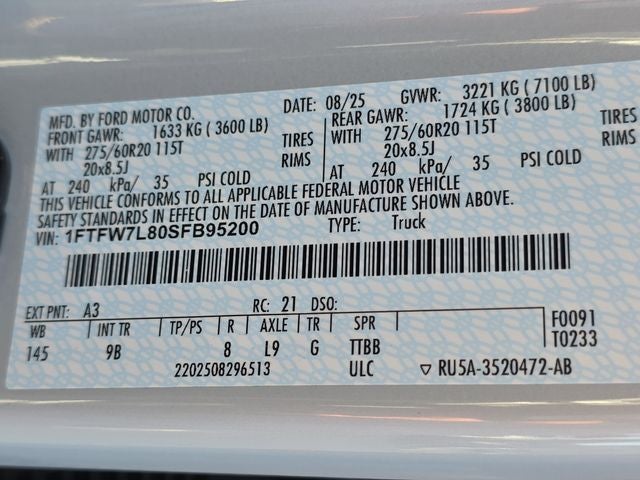 MFD. BY FORD MOTOR CO. DATE: 08/25 GVWR: 3221 KG ( 7100 LB)
FRONT GAWR: 1633 KG ( 3600 LB) REAR GAWR: 1724 KG ( 3800 LB)
WITH 275/60R20 115T TIRES WITH 275/60R20 115T TIRES
20x8.5J RIMS 20x8.5J RIMS
AT 240 kPa/ 35 PSI COLD AT 240 kPa/ 35 PSI COLD
THIS VEHICLE CONFORMS TO ALL APPLICABLE FEDERAL MOTOR VEHICLE
SAFETY STANDARDS IN EFFECT ON THE DATE OF MANUFACTURE SHOWN ABOVE.
VIN: 1FTFW7L80SFB95200 TYPE: Truck
EXT PNT: A3 RC: 21 DSO:
WB INT TR TP/PS R AXLE TR SPR F0091
145 9B 8 L9 G TTBB T0233
2202508296513 ULC ▽ RU5A-3520472-AB